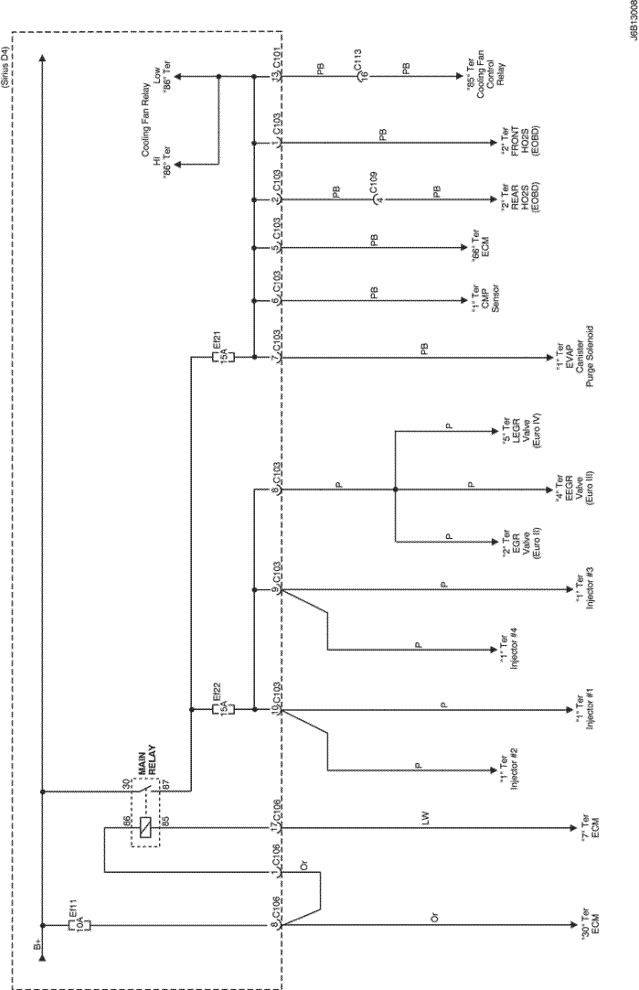 J6B13008
(Sirius D4)
B+
Ef11
10A
8
C106
Or
"30" Ter
ECM
1
C106
Or
MAIN
RELAY
86
85
30
87
17
C106
LW
"7" Ter
ECM
Ef22
15A
10
C103
P
"1" Ter
Injector #2
P
"1" Ter
Injector #1
9
C103
P
"1" Ter
Injector #4
P
"1" Ter
Injector #3
8
C103
P
P
"2" Ter
EGR
Valve
(Euro II)
P
"4" Ter
EEGR
Valve
(Euro III)
P
"5" Ter
LEGR
Valve
(Euro IV)
Ef21
15A
7
C103
PB
"1" Ter
EVAP
Canister
Purge Solenoid
6
C103
PB
"1" Ter
CMP
Sensor
5
C103
PB
"66" Ter
ECM
2
C103
PB
4
C109
PB
"2" Ter
REAR
HO2S
(EOBD)
1
C103
PB
"2" Ter
FRONT
HO2S
(EOBD)
Cooling Fan Relay
HI
"86" Ter
Low
"86" Ter
13
C101
PB
16
C113
PB
"85" Ter
Cooling Fan
Control
Relay